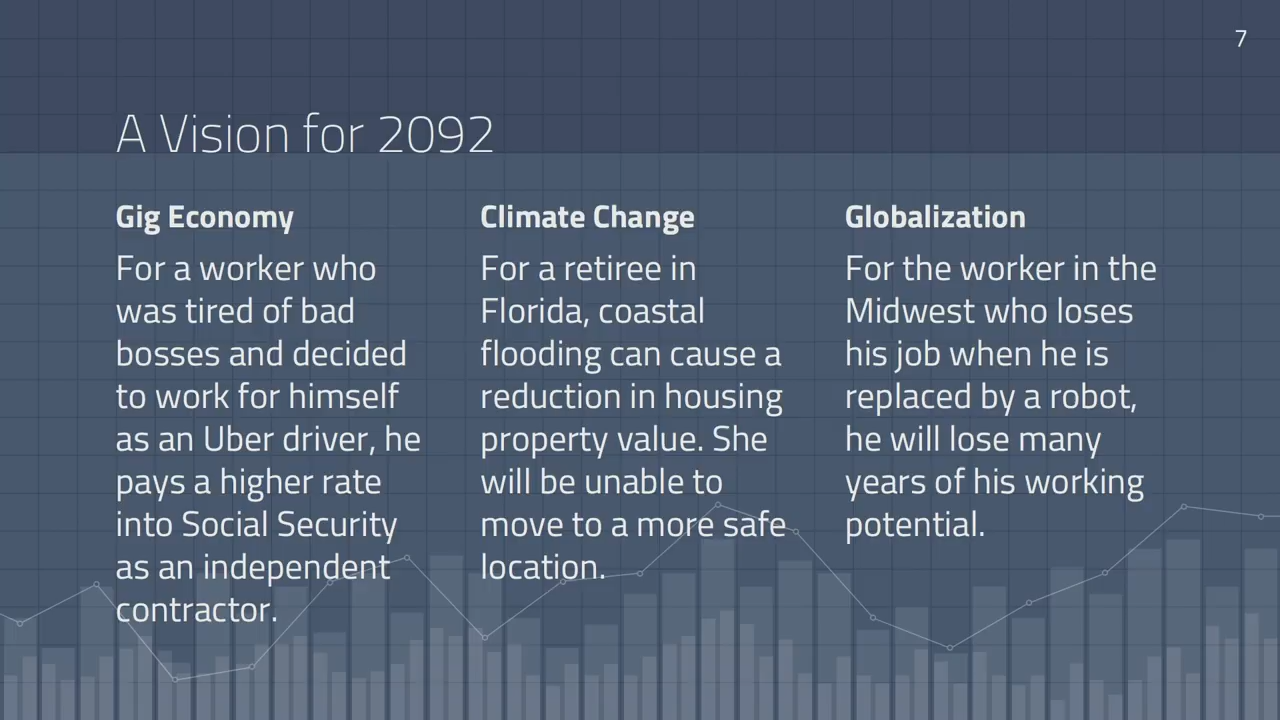 7
A Vision for 2092
Gig Economy
For a worker who
was tired of bad
bosses and decided
to work for himself
as an Uber driver, he
pays a higher rate
into Social Security
as an independent
contractor.
Climate Change
For a retiree in
Florida, coastal
flooding can cause a
reduction in housing
property value. She
will be unable to
move to a more safe
location.
Globalization
For the worker in the
Midwest who loses
his job when he is
replaced by a robot,
he will lose many
years of his working
potential.